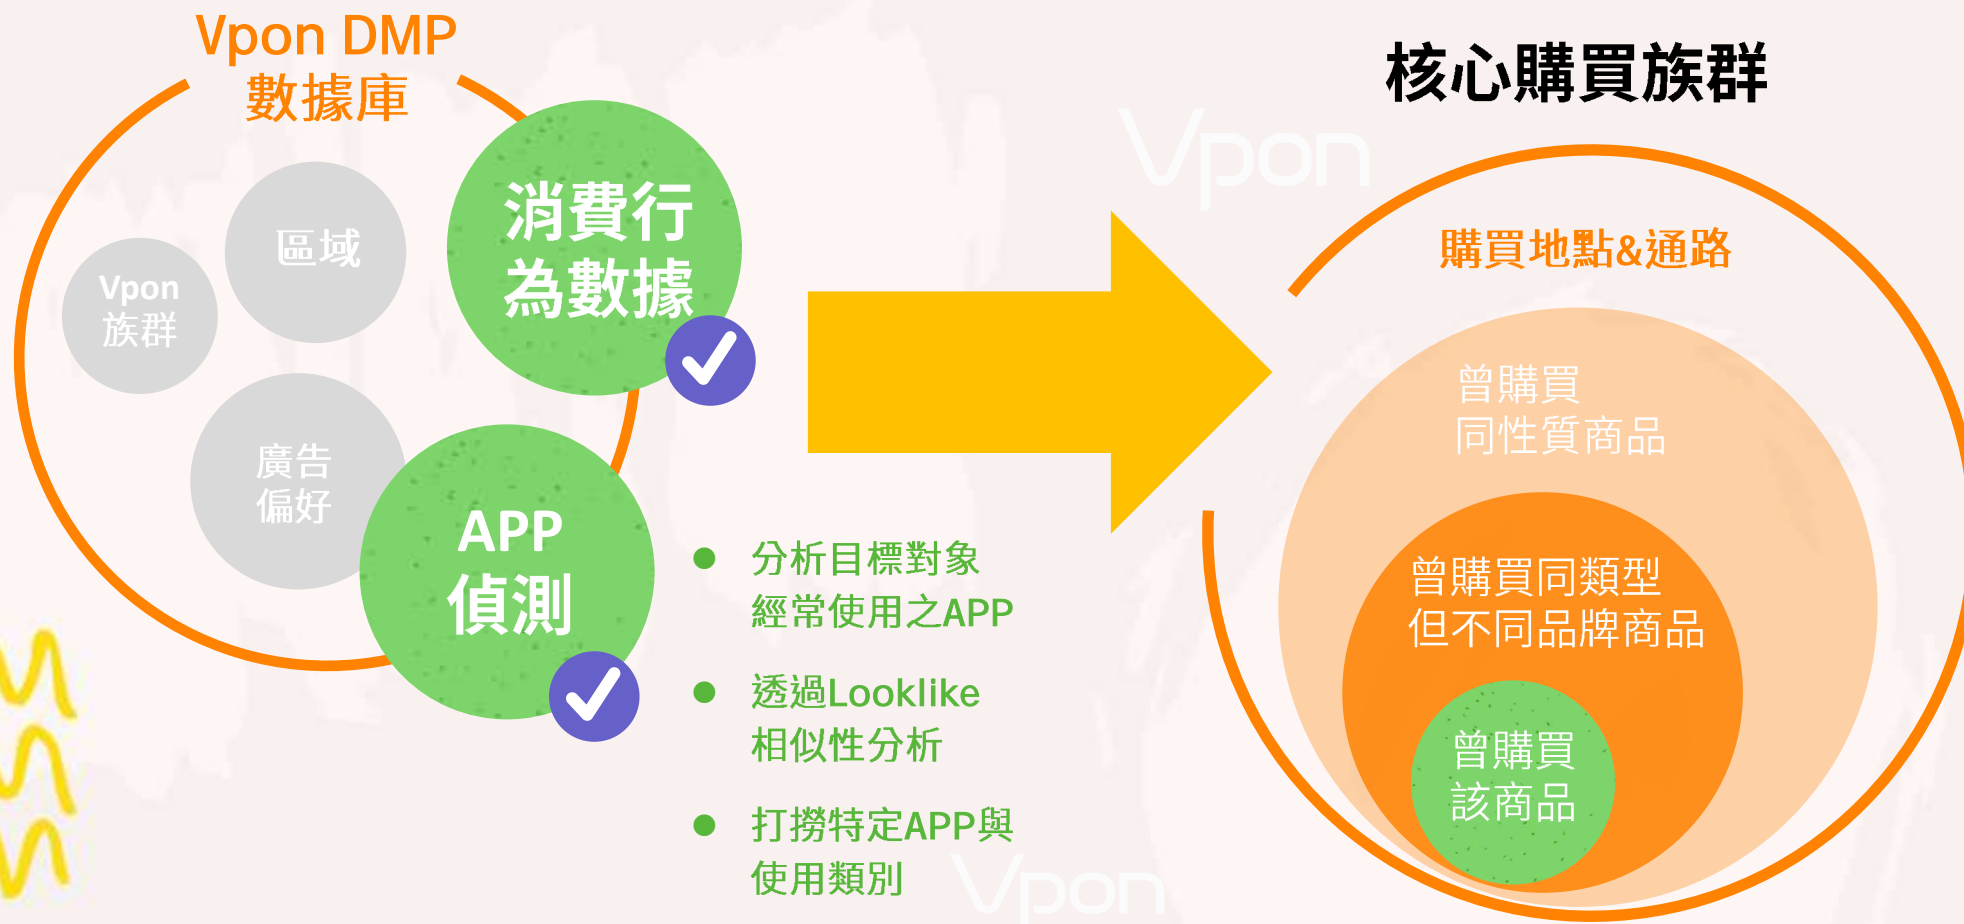 Vpon DMP
數據庫
消費行
為數據
區域
Vpon
族群
廣告
偏好
APP
偵測
分析目標對象
經常使用之APP
透過Looklike
相似性分析
打撈特定APP與
使用類別
Vpon
Vpon
核心購買族群
購買地點&通路
曾購買
同性質商品
曾購買同類型
但不同品牌商品
曾購買
該商品